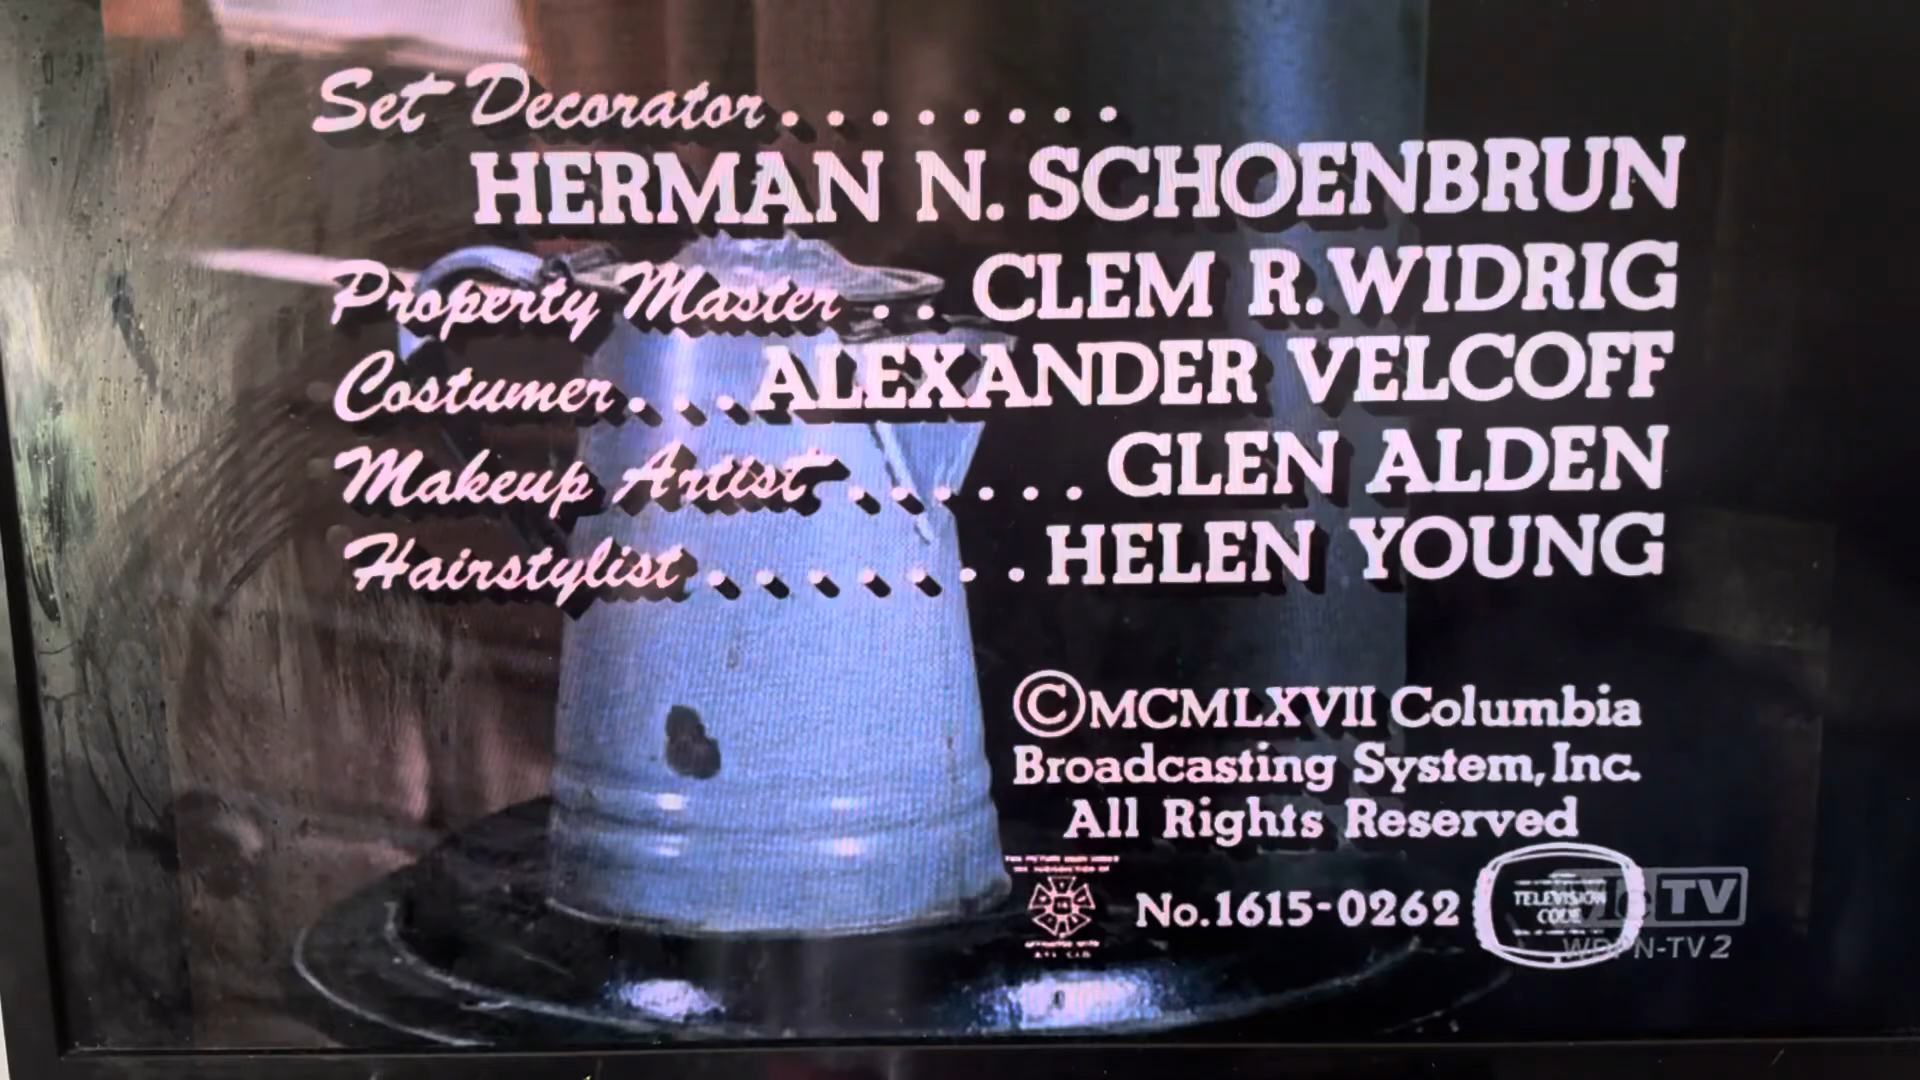 Set Decorator........
HERMAN N. SCHOENBRUN
Property Master.. CLEM R. WIDRIG
Costumer...ALEXANDER VELCOFF
Makeup Artist......GLEN ALDEN
Hairstylist.......HELEN YOUNG
©MCMLXVII Columbia
Broadcasting System, Inc.
All Rights Reserved
No. 1615-0262
TELEVISION
CODE
TV
-TV 2